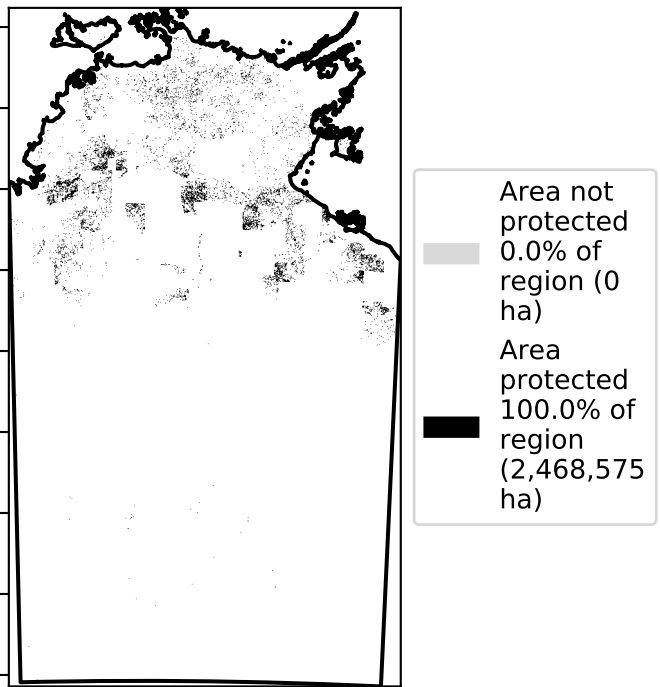 Area not
protected
0.0% of
region (0
ha)
Area
protected
100.0% of
region
(2,468,575
ha)